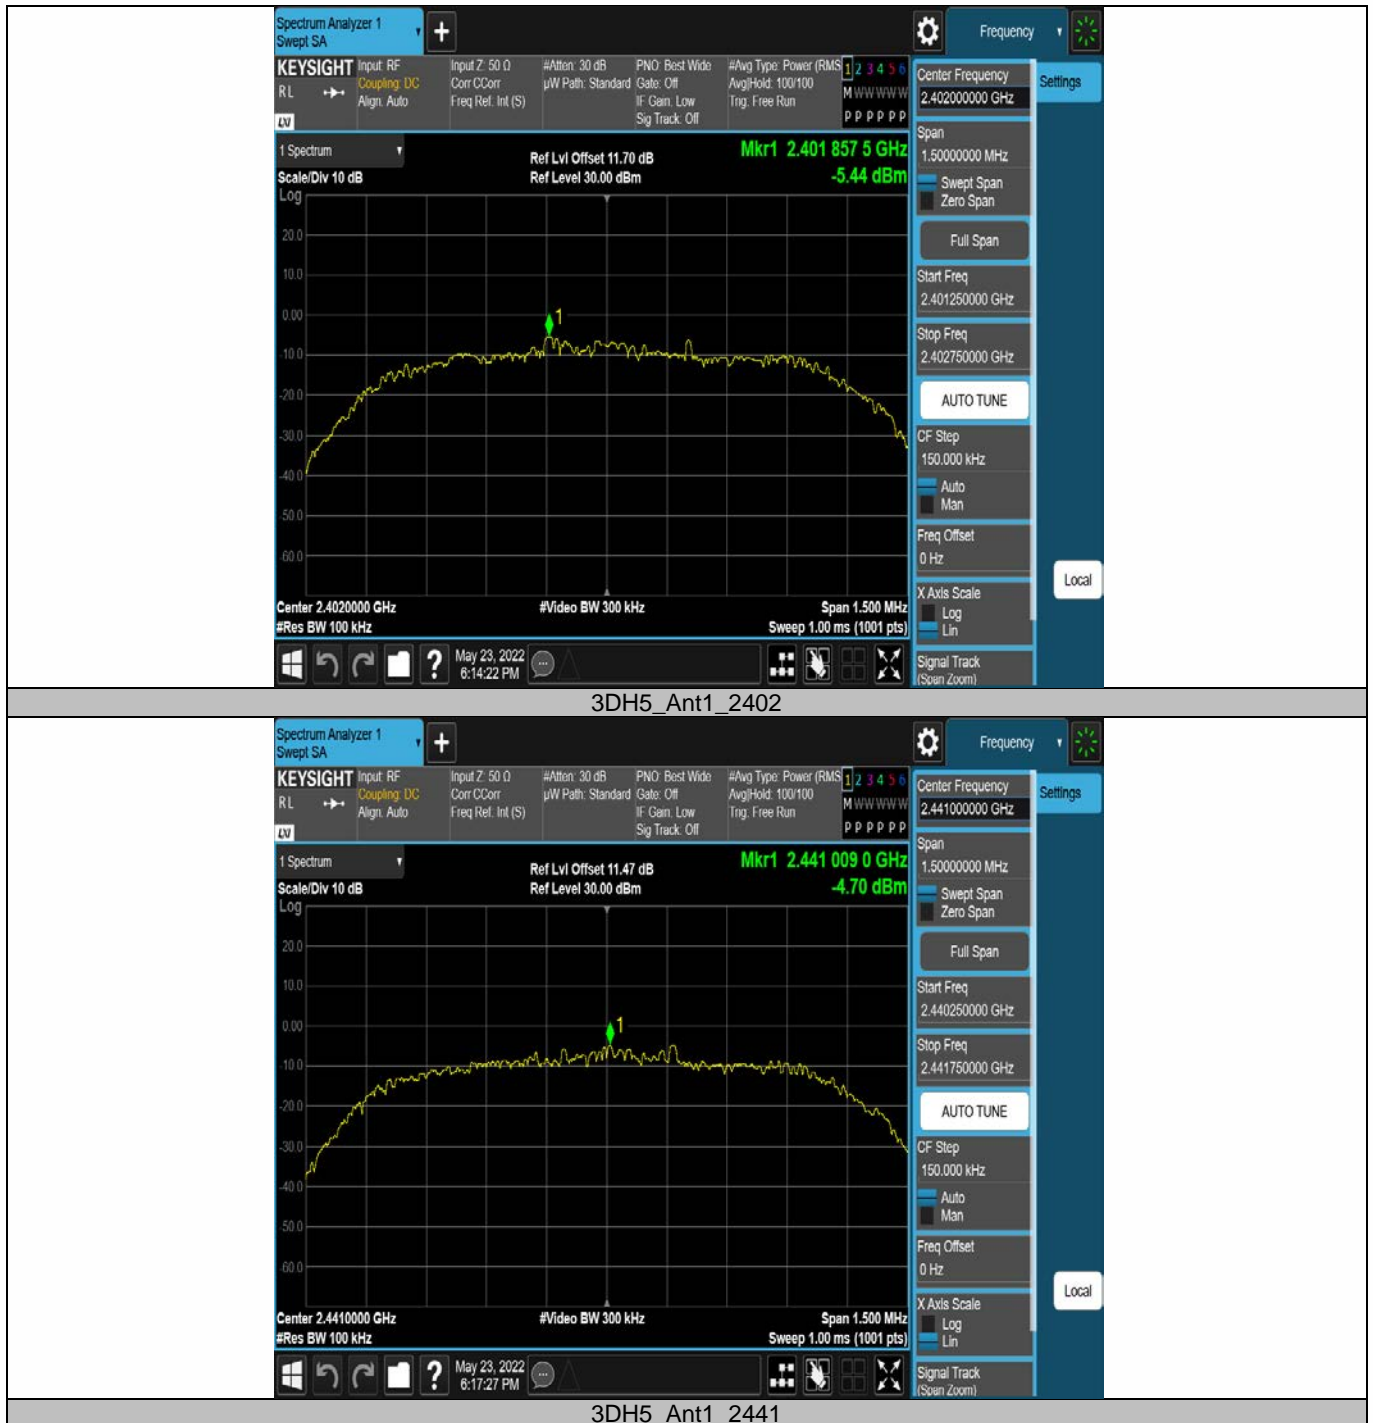 Spectrum Analyzer 1
Swept SA
Frequency
KEYSIGHT
RL
LXI
Input: RF
Coupling: DC
Align: Auto
Input Z: 50 Ω
Corr CCorr
Freq Ref: Int (S)
#Atten: 30 dB
µW Path: Standard
PNO: Best Wide
Gate: Off
IF Gain: Low
Sig Track: Off
#Avg Type: Power (RMS
Avg|Hold: 100/100
Trig: Free Run
1 2 3 4 5 6
M W W W W W
P P P P P P
1 Spectrum
Scale/Div 10 dB
Ref Lvl Offset 11.70 dB
Ref Level 30.00 dBm
Mkr1 2.401 857 5 GHz
-5.44 dBm
Log
20.0
10.0
0.00
-10.0
-20.0
-30.0
-40.0
-50.0
-60.0
1
Center 2.4020000 GHz
#Res BW 100 kHz
#Video BW 300 kHz
Span 1.500 MHz
Sweep 1.00 ms (1001 pts)
Center Frequency
2.402000000 GHz
Span
1.50000000 MHz
Swept Span
Zero Span
Full Span
Start Freq
2.401250000 GHz
Stop Freq
2.402750000 GHz
AUTO TUNE
CF Step
150.000 kHz
Auto
Man
Freq Offset
0 Hz
X Axis Scale
Log
Lin
Signal Track
(Span Zoom)
Settings
Local
?
May 23, 2022
6:14:22 PM
3DH5_Ant1_2402
Spectrum Analyzer 1
Swept SA
Frequency
KEYSIGHT
RL
LXI
Input: RF
Coupling: DC
Align: Auto
Input Z: 50 Ω
Corr CCorr
Freq Ref: Int (S)
#Atten: 30 dB
µW Path: Standard
PNO: Best Wide
Gate: Off
IF Gain: Low
Sig Track: Off
#Avg Type: Power (RMS
Avg|Hold: 100/100
Trig: Free Run
1 2 3 4 5 6
M W W W W W
P P P P P P
1 Spectrum
Scale/Div 10 dB
Ref Lvl Offset 11.47 dB
Ref Level 30.00 dBm
Mkr1 2.441 009 0 GHz
-4.70 dBm
Log
20.0
10.0
0.00
-10.0
-20.0
-30.0
-40.0
-50.0
-60.0
1
Center 2.4410000 GHz
#Res BW 100 kHz
#Video BW 300 kHz
Span 1.500 MHz
Sweep 1.00 ms (1001 pts)
Center Frequency
2.441000000 GHz
Span
1.50000000 MHz
Swept Span
Zero Span
Full Span
Start Freq
2.440250000 GHz
Stop Freq
2.441750000 GHz
AUTO TUNE
CF Step
150.000 kHz
Auto
Man
Freq Offset
0 Hz
X Axis Scale
Log
Lin
Signal Track
(Span Zoom)
Settings
Local
?
May 23, 2022
6:17:27 PM
3DH5_Ant1_2441